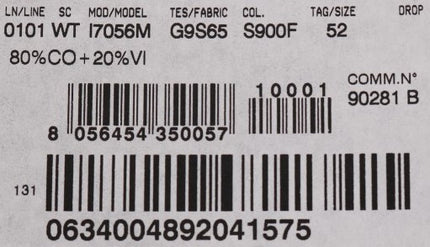 LN/LINE SC MOD/MODEL TES/FABRIC COL. TAG/SIZE DROP
0101 WT I7056M G9S65 S900F 52
80%CO+20%VI
COMM.N°
90281 B
10001
8 056454 350057
131
0634004892041575